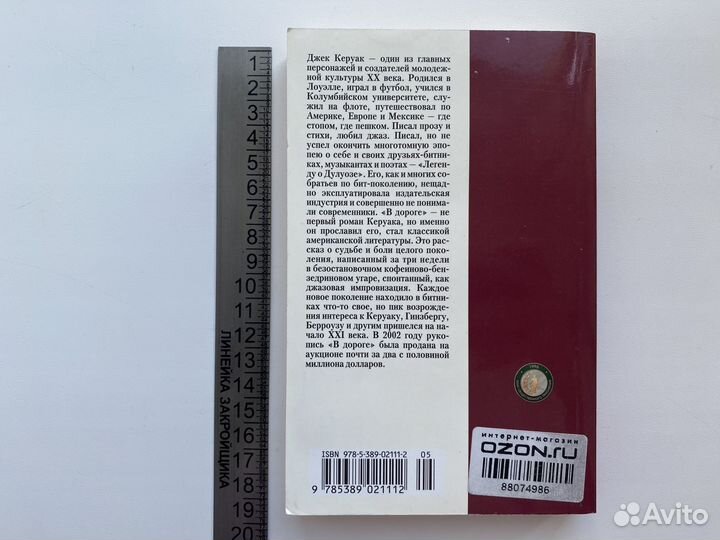 1
2
3
4
5
6
7
8
9
10
11
12
13
14
15
16
17
18
19
20
ЛИНЕЙКА ЗАКРОЙЩИКА
Джек Керуак — один из главных
персонажей и создателей молодеж-
ной культуры XX века. Родился в
Лоуэлле, играл в футбол, учился в
Колумбийском университете, слу-
жил на флоте, путешествовал по
Америке, Европе и Мексике — где
стопом, где пешком. Писал прозу и
стихи, любил джаз. Писал, но не
успел окончить многотомную эпо-
пею о себе и своих друзьях-битни-
ках, музыкантах и поэтах — «Леген-
ду о Дулуозе». Его, как и многих со-
братьев по бит-поколению, нещад-
но эксплуатировала издательская
индустрия и совершенно не понима-
ли современники. «В дороге» — не
первый роман Керуака, но именно
он прославил его, стал классикой
американской литературы. Это рас-
сказ о судьбе и боли целого поко-
ления, написанный за три недели
в безостановочном кофеиново-бен-
зедриновом угаре, спонтанный, как
джазовая импровизация. Каждое
новое поколение находило в битни-
ках что-то свое, но пик возрожде-
ния интереса к Керуаку, Гинзбергу,
Берроузу и другим пришелся на на-
чало XXI века. В 2002 году руко-
пись «В дороге» была продана на
аукционе почти за два с половиной
миллиона долларов.
ISBN 978-5-389-02111-2
05
9 785389 021112
интернет-магазин
OZON.ru
88074986
Avito